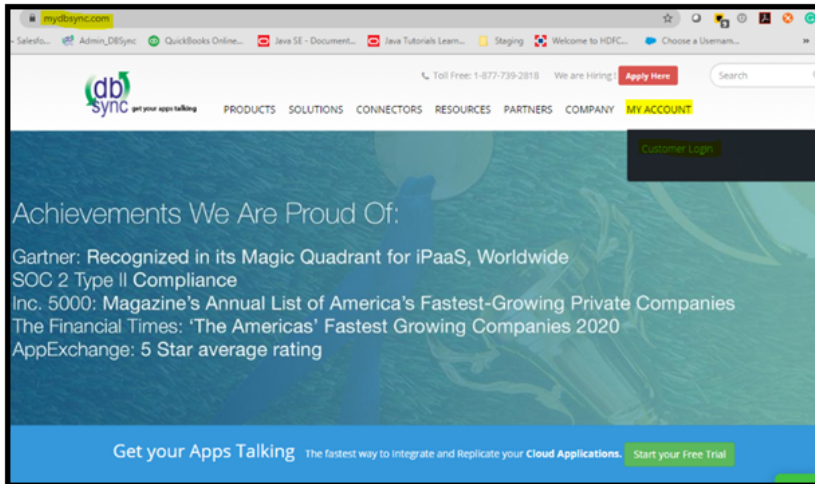 mydbsync.com
Salesfo... Admin_DBSync QuickBooks Online... Java SE - Document... Java Tutorials Learn... Staging Welcome to HDFC... Choose a Usernam... »
Toll Free: 1-877-739-2818 We are Hiring! Apply Here Search
db
sync get your apps talking
PRODUCTS SOLUTIONS CONNECTORS RESOURCES PARTNERS COMPANY MY ACCOUNT
Customer Login
Achievements We Are Proud Of:
Gartner: Recognized in its Magic Quadrant for iPaaS, Worldwide
SOC 2 Type II Compliance
Inc. 5000: Magazine's Annual List of America's Fastest-Growing Private Companies
The Financial Times: 'The Americas' Fastest Growing Companies 2020
AppExchange: 5 Star average rating
Get your Apps Talking The fastest way to Integrate and Replicate your Cloud Applications. Start your Free Trial